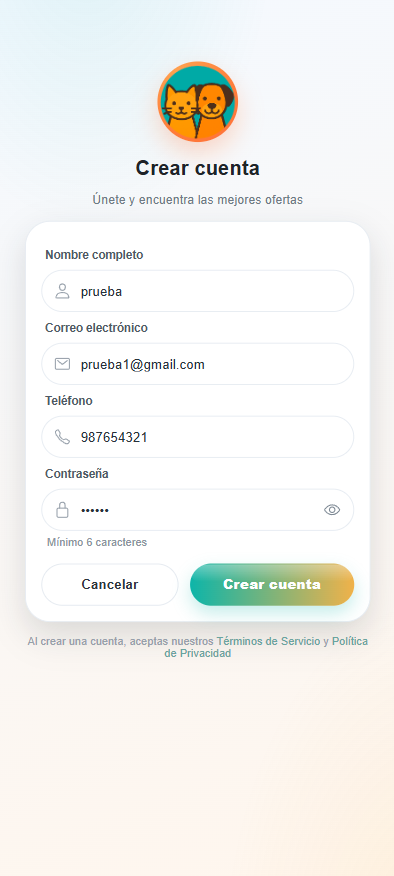 Crear cuenta
Únete y encuentra las mejores ofertas
Nombre completo
prueba
Correo electrónico
prueba1@gmail.com
Teléfono
987654321
Contraseña
••••••
Mínimo 6 caracteres
Cancelar
Crear cuenta
Al crear una cuenta, aceptas nuestros Términos de Servicio y Política
de Privacidad